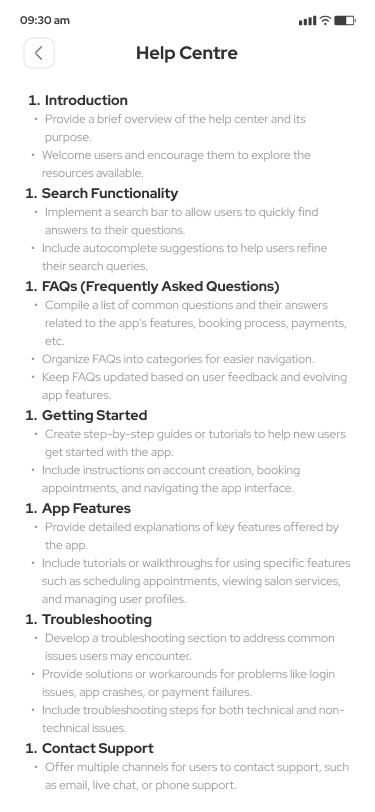 09:30 am
Help Centre
1. Introduction
• Provide a brief overview of the help center and its
purpose.
• Welcome users and encourage them to explore the
resources available.
1. Search Functionality
• Implement a search bar to allow users to quickly find
answers to their questions.
• Include autocomplete suggestions to help users refine
their search queries.
1. FAQs (Frequently Asked Questions)
• Compile a list of common questions and their answers
related to the app's features, booking process, payments,
etc.
• Organize FAQs into categories for easier navigation.
• Keep FAQs updated based on user feedback and evolving
app features.
1. Getting Started
• Create step-by-step guides or tutorials to help new users
get started with the app.
• Include instructions on account creation, booking
appointments, and navigating the app interface.
1. App Features
• Provide detailed explanations of key features offered by
the app.
• Include tutorials or walkthroughs for using specific features
such as scheduling appointments, viewing salon services,
and managing user profiles.
1. Troubleshooting
• Develop a troubleshooting section to address common
issues users may encounter.
• Provide solutions or workarounds for problems like login
issues, app crashes, or payment failures.
• Include troubleshooting steps for both technical and non-
technical issues.
1. Contact Support
• Offer multiple channels for users to contact support, such
as email, live chat, or phone support.